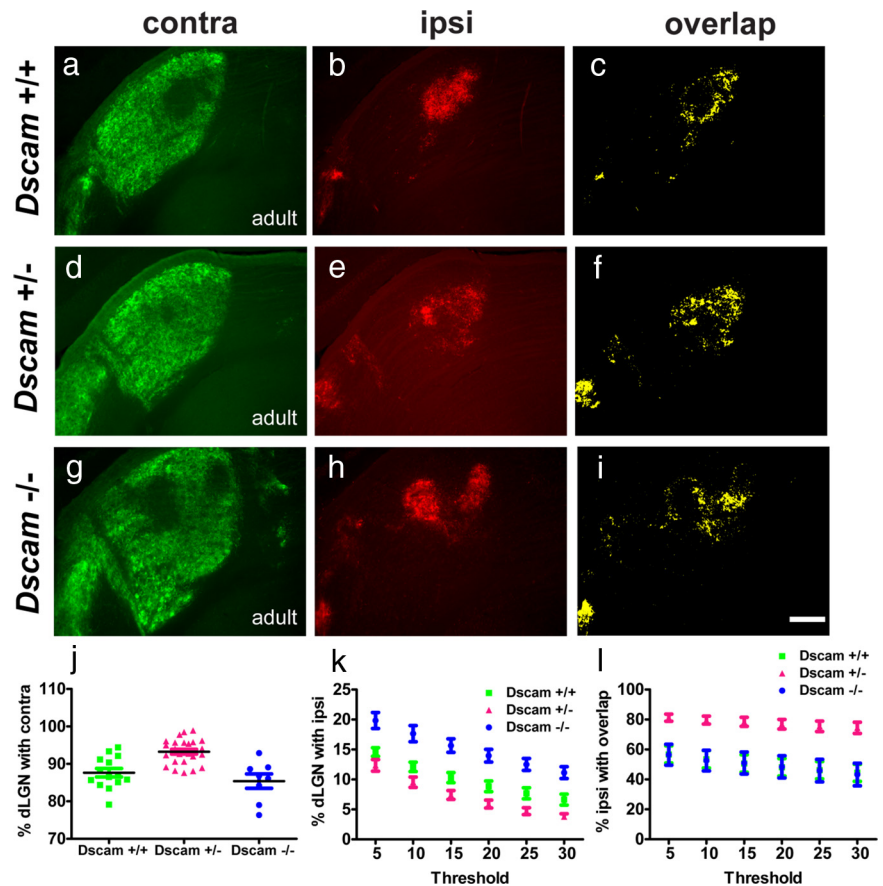 contra ipsi overlap
Dscam +/+
a b c
adult
Dscam +/-
d e f
adult
Dscam -/-
g h i
adult
j
% dLGN with contra
110
100
90
80
70
Dscam +/+ Dscam +/- Dscam -/-
k
Dscam +/+
Dscam +/-
Dscam -/-
% dLGN with ipsi
25
20
15
10
5
0
5 10 15 20 25 30
Threshold
l
Dscam +/+
Dscam +/-
Dscam -/-
% ipsi with overlap
100
80
60
40
20
0
5 10 15 20 25 30
Threshold